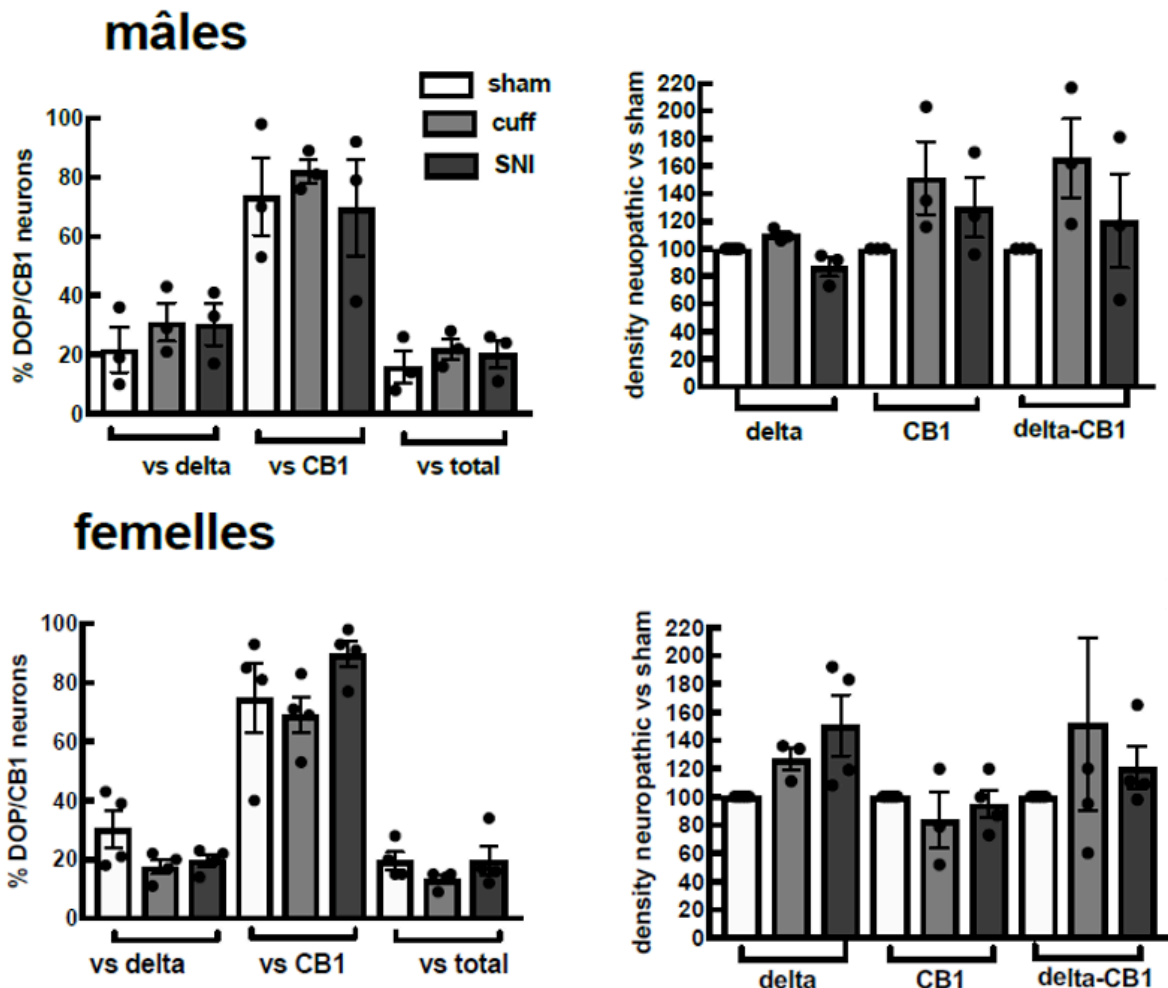 mâles
sham
cuff
SNI
% DOP/CB1 neurons
100
80
60
40
20
0
vs delta
vs CB1
vs total
density neuopathic vs sham
220
200
180
160
140
120
100
80
60
40
20
0
delta
CB1
delta-CB1
femelles
% DOP/CB1 neurons
100
80
60
40
20
0
vs delta
vs CB1
vs total
density neuropathic vs sham
220
200
180
160
140
120
100
80
60
40
20
0
delta
CB1
delta-CB1